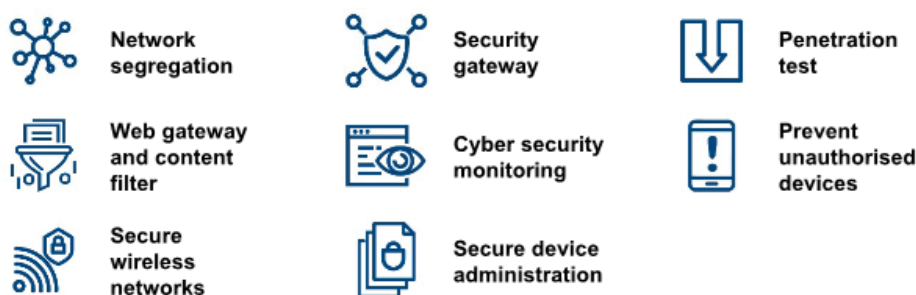 Network
segregation
Security
gateway
Penetration
test
Web gateway
and content
filter
Cyber security
monitoring
Prevent
unauthorised
devices
Secure
wireless
networks
Secure device
administration